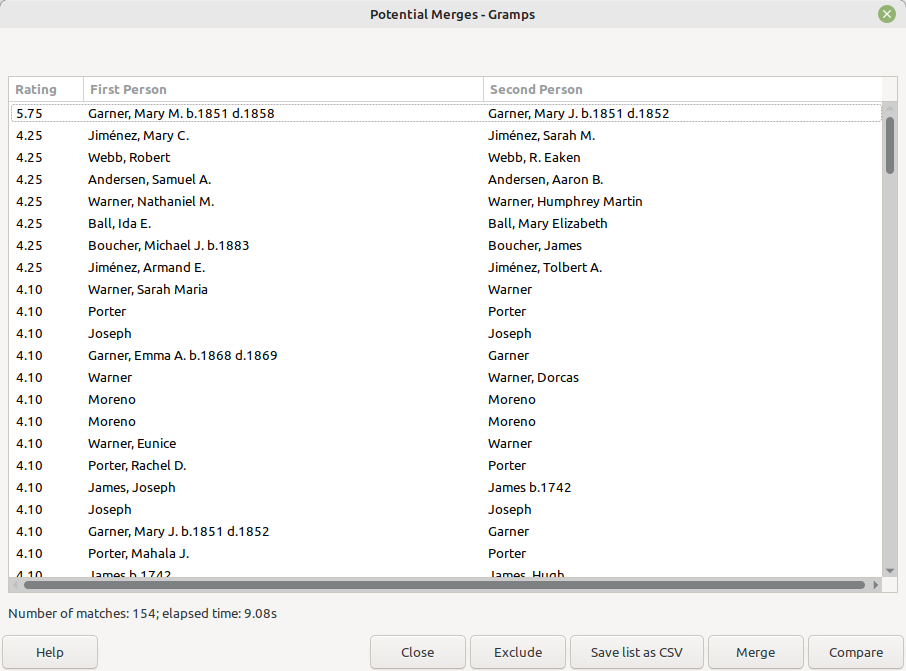 Potential Merges - Gramps
Rating First Person Second Person
5.75 Garner, Mary M. b.1851 d.1858 Garner, Mary J. b.1851 d.1852
4.25 Jiménez, Mary C. Jiménez, Sarah M.
4.25 Webb, Robert Webb, R. Eaken
4.25 Andersen, Samuel A. Andersen, Aaron B.
4.25 Warner, Nathaniel M. Warner, Humphrey Martin
4.25 Ball, Ida E. Ball, Mary Elizabeth
4.25 Boucher, Michael J. b.1883 Boucher, James
4.25 Jiménez, Armand E. Jiménez, Tolbert A.
4.10 Warner, Sarah Maria Warner
4.10 Porter Porter
4.10 Joseph Joseph
4.10 Garner, Emma A. b.1868 d.1869 Garner
4.10 Warner Warner, Dorcas
4.10 Moreno Moreno
4.10 Moreno Moreno
4.10 Warner, Eunice Warner
4.10 Porter, Rachel D. Porter
4.10 James, Joseph James b.1742
4.10 Joseph Joseph
4.10 Garner, Mary J. b.1851 d.1852 Garner
4.10 Porter, Mahala J. Porter
4.10 James b.1742 James, Hugh
Number of matches: 154; elapsed time: 9.08s
Help Close Exclude Save list as CSV Merge Compare